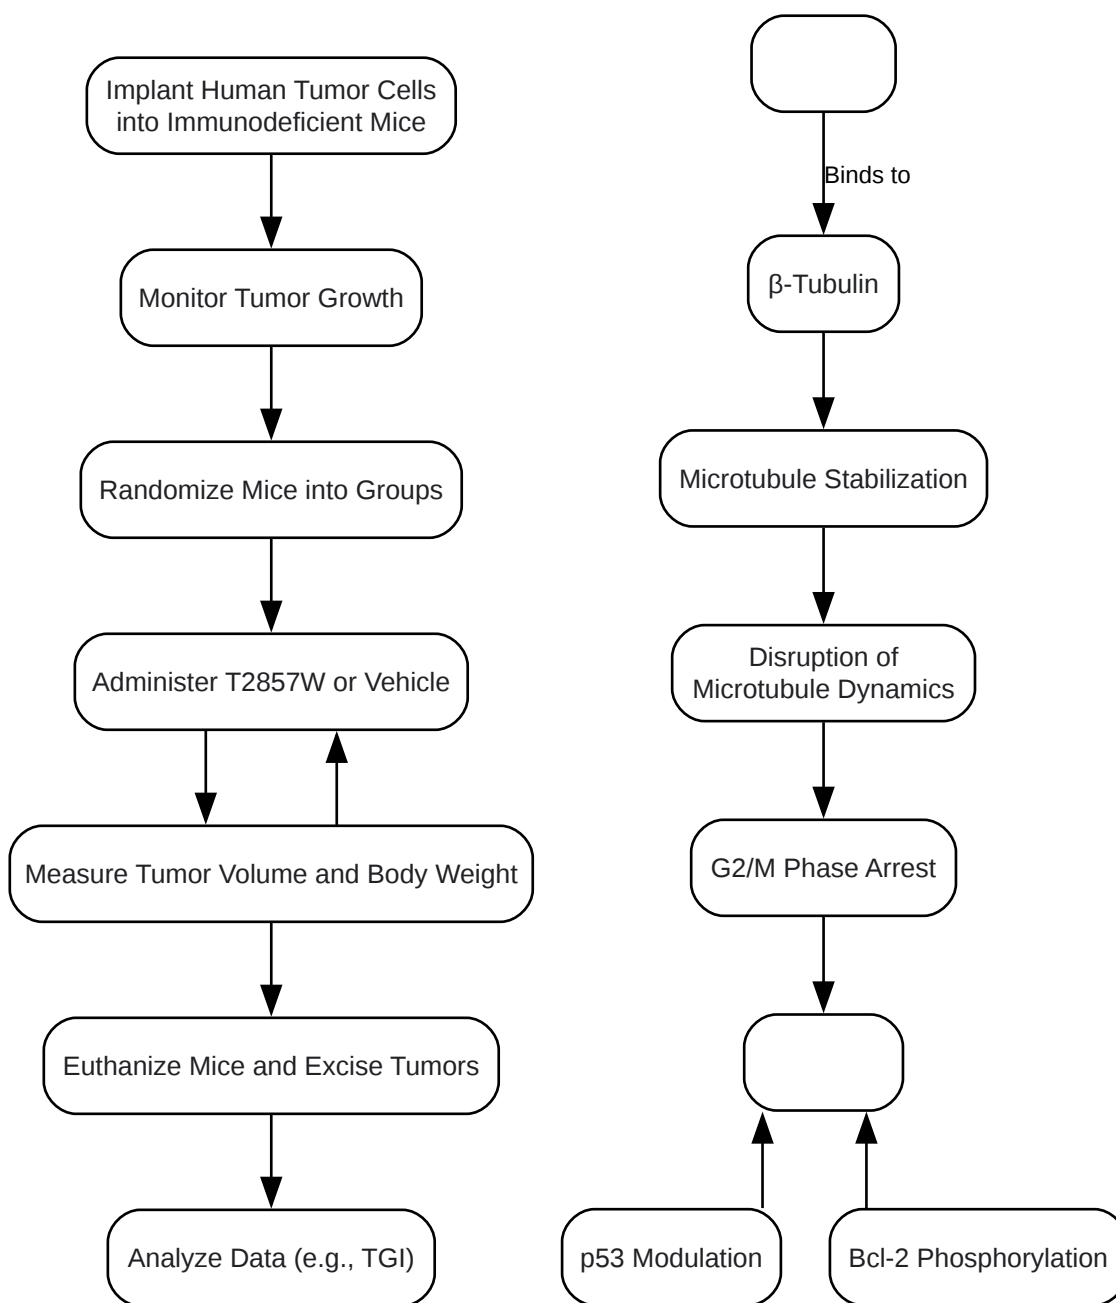 Implant Human Tumor Cells
into Immunodeficient Mice
Monitor Tumor Growth
Randomize Mice into Groups
Administer T2857W or Vehicle
Measure Tumor Volume and Body Weight
Euthanize Mice and Excise Tumors
Analyze Data (e.g., TGI)
Binds to
β-Tubulin
Microtubule Stabilization
Disruption of
Microtubule Dynamics
G2/M Phase Arrest
p53 Modulation
Bcl-2 Phosphorylation